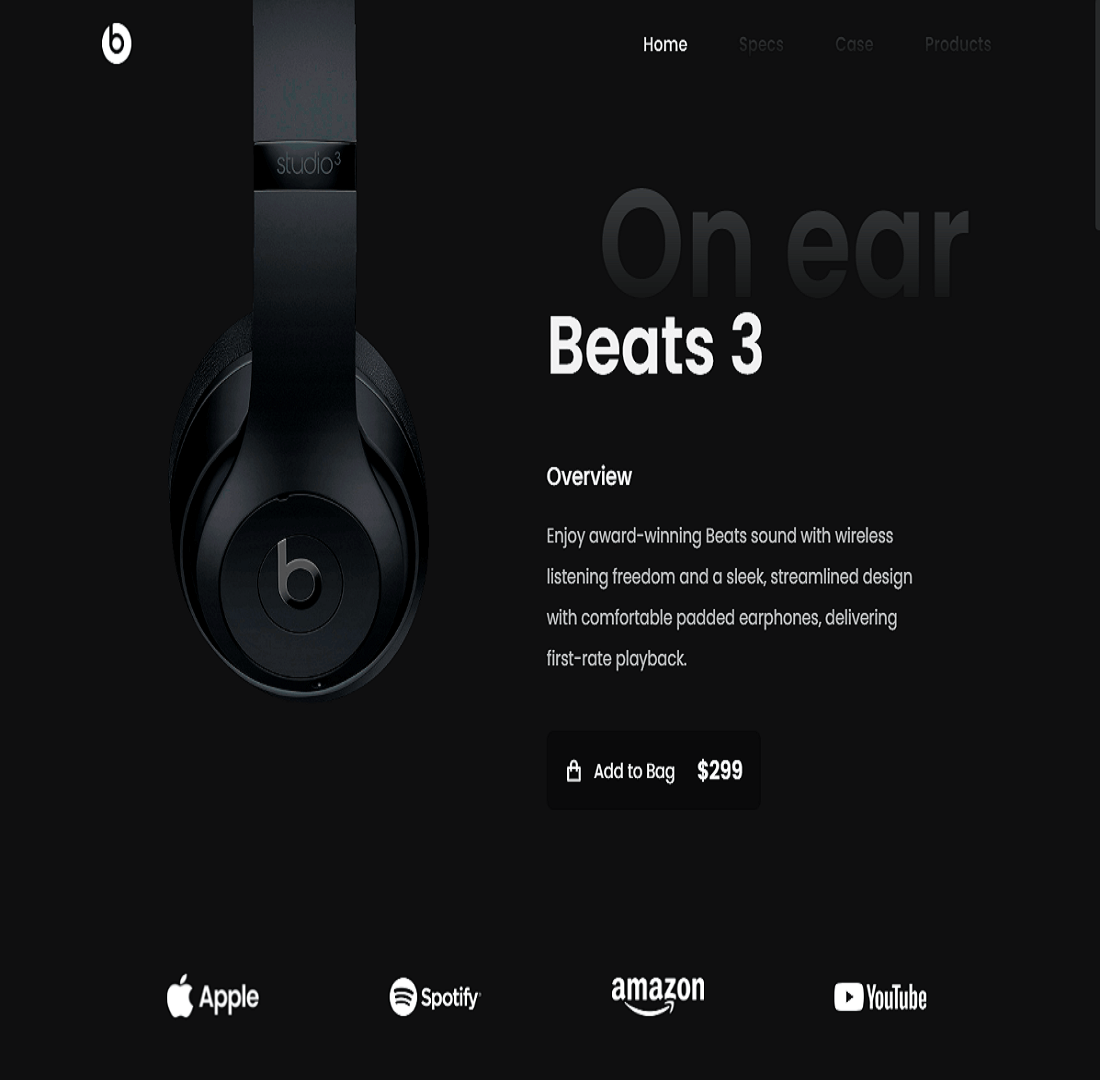 Home Specs Case Products
studio3
On ear
Beats 3
Overview
Enjoy award-winning Beats sound with wireless
listening freedom and a sleek, streamlined design
with comfortable padded earphones, delivering
first-rate playback.
Add to Bag $299
Apple Spotify amazon YouTube